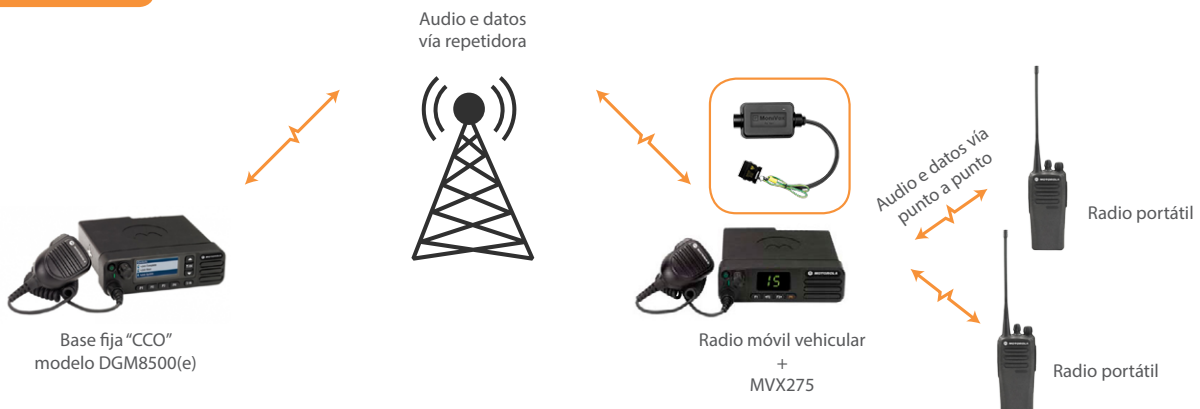 Audio e datos
vía repetidora
Audio e datos vía
punto a punto
Radio portátil
15
MOTOROLA
Base fija “CCO”
modelo DGM8500(e)
Radio móvil vehicular
+
MVX275
Radio portátil